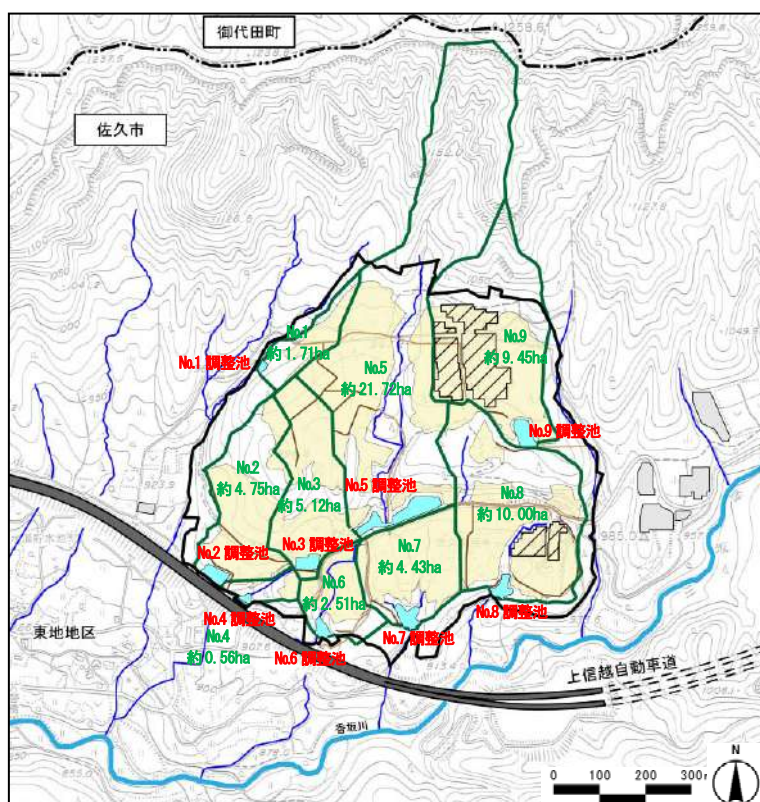 御代田町
佐久市
No.1
約1.71ha
No.1 調整池
No.5
約21.72ha
No.9
約9.45ha
No.9 調整池
No.2
約4.75ha
No.3
約5.12ha
No.5 調整池
No.8
約10.00ha
No.7
約4.43ha
No.2 調整池
No.3 調整池
No.6
約2.51ha
No.4 調整池
No.4
約0.56ha
No.6 調整池
No.7 調整池
No.8 調整池
東地地区
上信越自動車道
香坂川
N
0 100 200 300m